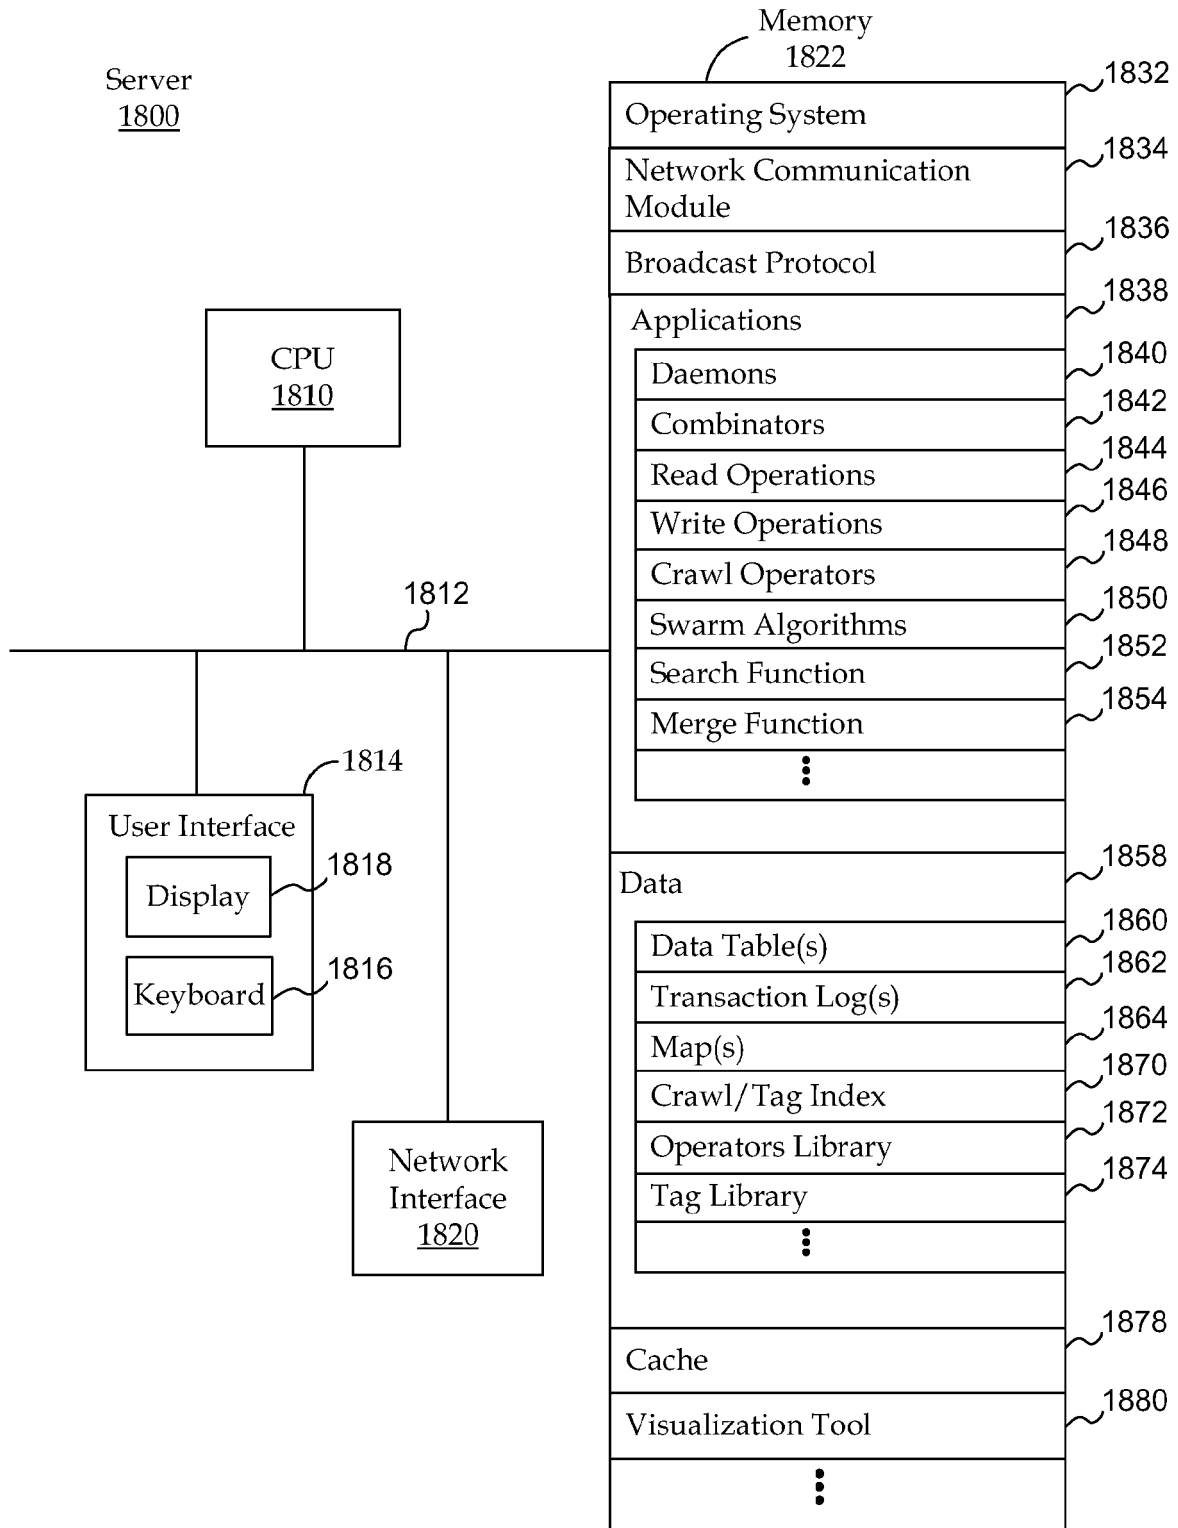 Memory
1822
Server
1800
1832
Operating System
1834
Network Communication
Module
1836
Broadcast Protocol
1838
Applications
1840
Daemons
1842
Combinators
1844
Read Operations
1846
Write Operations
1848
Crawl Operators
1850
Swarm Algorithms
1852
Search Function
1854
Merge Function
CPU
1810
1812
1814
User Interface
1818
Display
1816
Keyboard
Network
Interface
1820
1858
Data
1860
Data Table(s)
1862
Transaction Log(s)
1864
Map(s)
1870
Crawl/Tag Index
1872
Operators Library
1874
Tag Library
1878
Cache
1880
Visualization Tool